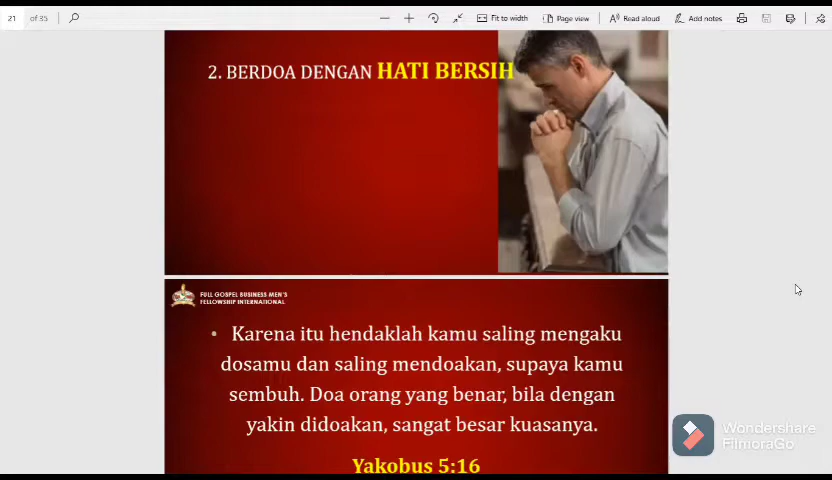 21 of 35 Fit to width Page view Read aloud Add notes
2. BERDOA DENGAN HATI BERSIH
FULL GOSPEL BUSINESS MEN'S
FELLOWSHIP INTERNATIONAL
• Karena itu hendaklah kamu saling mengaku
dosamu dan saling mendoakan, supaya kamu
sembuh. Doa orang yang benar, bila dengan
yakin didoakan, sangat besar kuasanya.
Yakobus 5:16
Wondershare
FilmoraGo